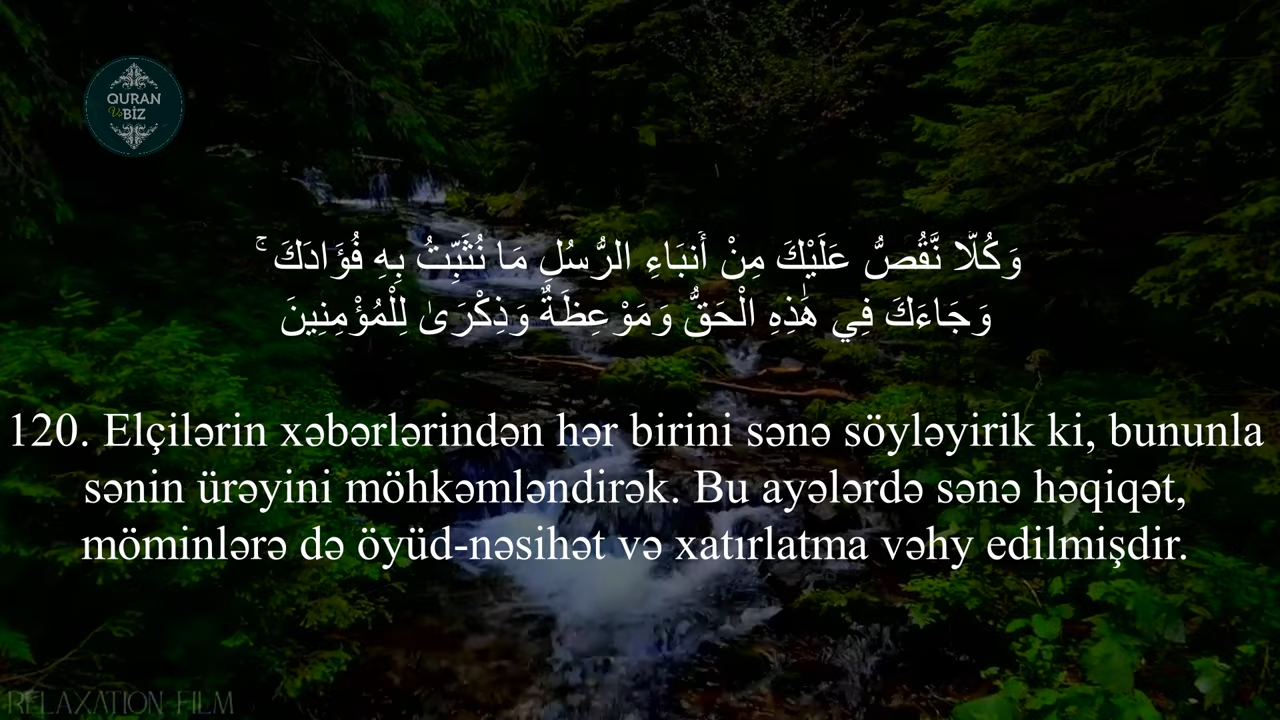 QURAN
Və BİZ
وَكُلًّا نَّقُصُّ عَلَيْكَ مِنْ أَنبَاءِ الرُّسُلِ مَا نُثَبِّتُ بِهِ فُؤَادَكَ ۚ
وَجَاءَكَ فِي هَٰذِهِ الْحَقُّ وَمَوْعِظَةٌ وَذِكْرَىٰ لِلْمُؤْمِنِينَ
120. Elçilərin xəbərlərindən hər birini sənə söyləyirik ki, bununla
sənin ürəyini möhkəmləndirək. Bu ayələrdə sənə həqiqət,
möminlərə də öyüd-nəsihət və xatırlatma vəhy edilmişdir.
RELAXATION FILM